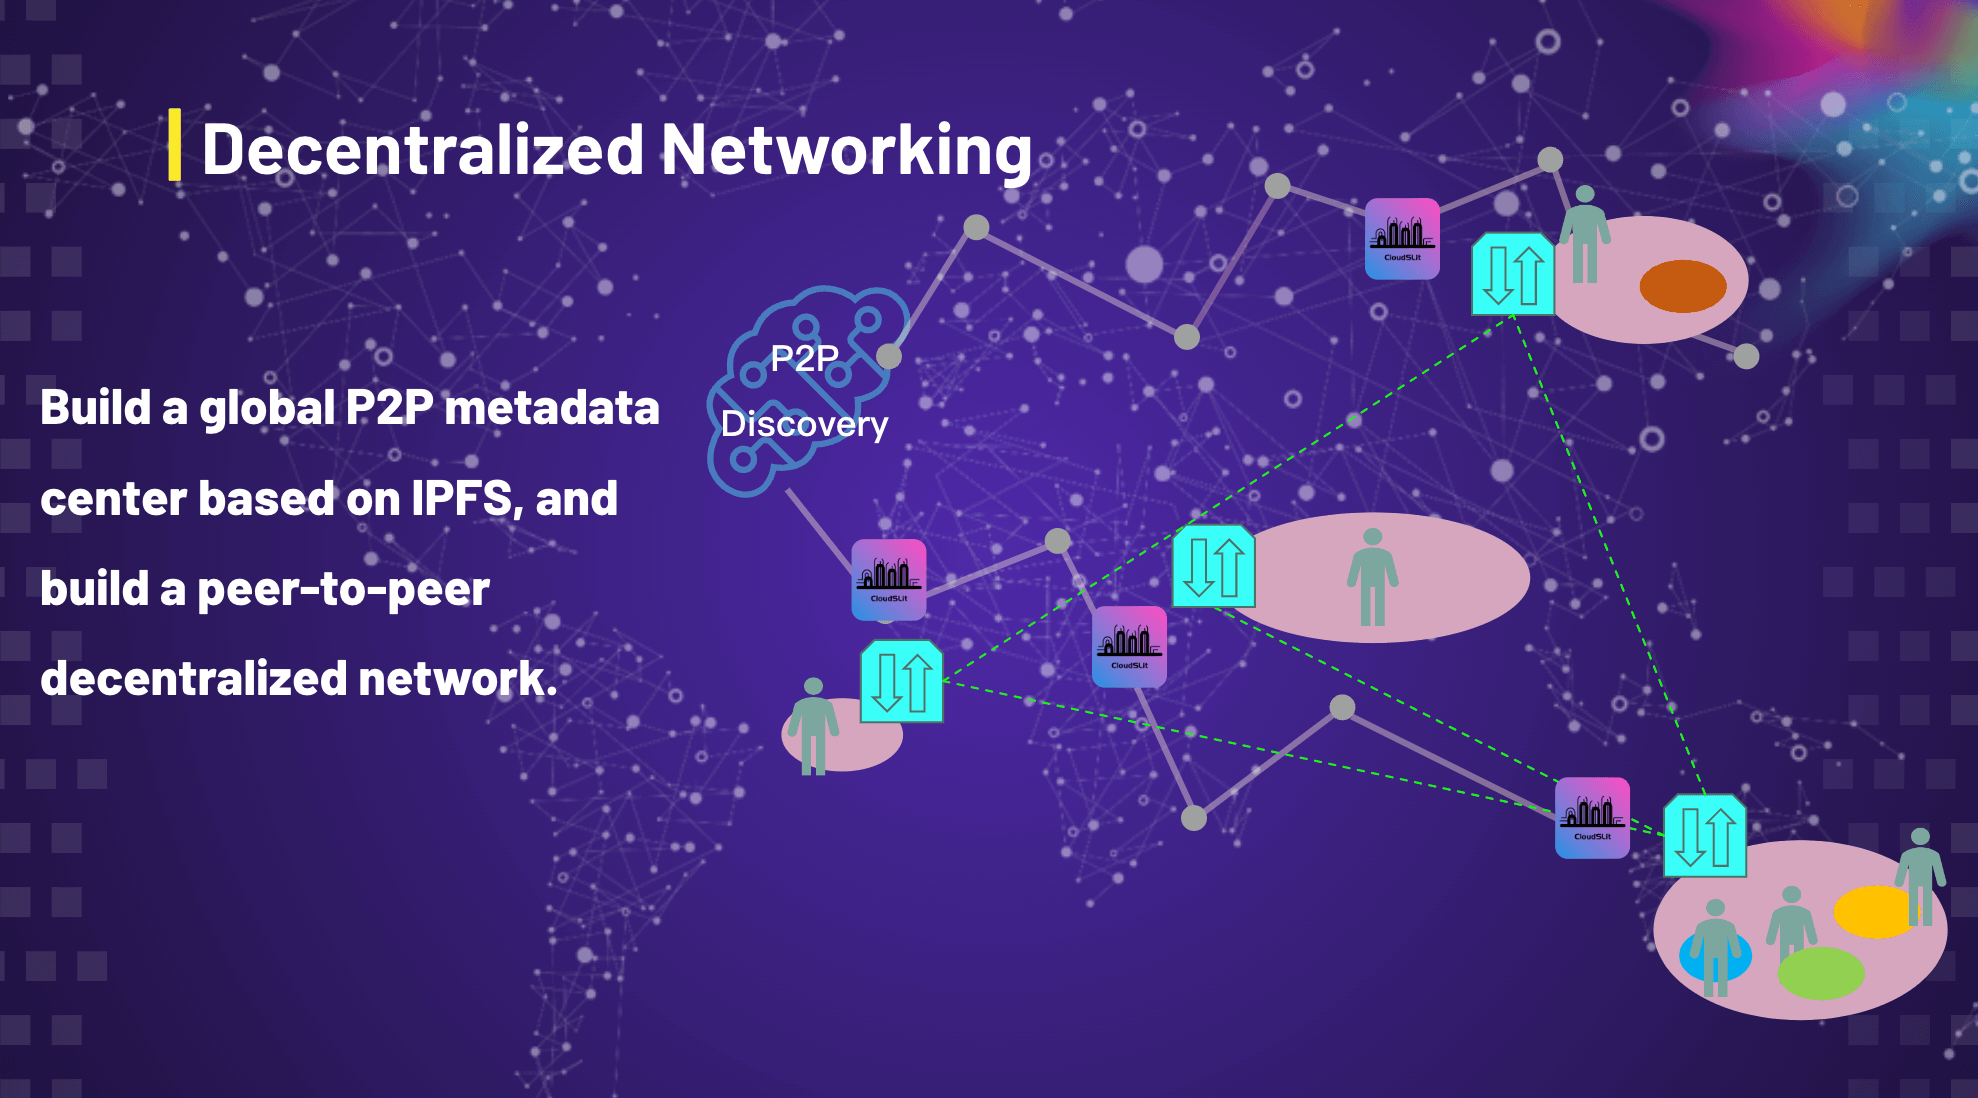 Decentralized Networking
P2P
Discovery
Build a global P2P metadata
center based on IPFS, and
build a peer-to-peer
decentralized network.
CloudSLit
CloudSLit
CloudSLit
CloudSLit